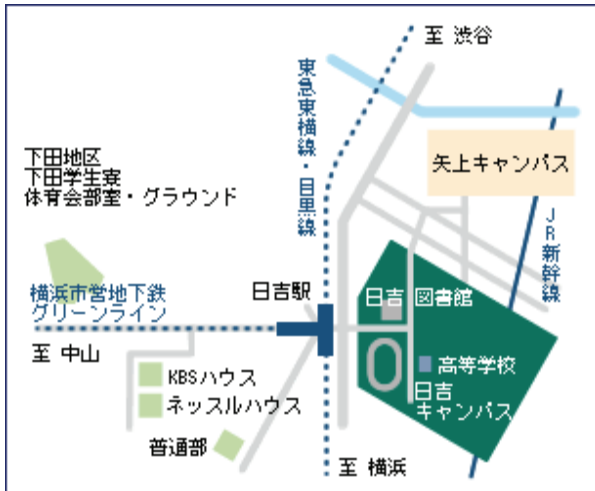 至 渋谷
東急東横線・目黒線
矢上キャンパス
下田地区
下田学生寮
体育会部室・グラウンド
JR新幹線
横浜市営地下鉄
グリーンライン
日吉駅
日吉 図書館
至 中山
KBSハウス
ネッスルハウス
高等学校
日吉
キャンパス
普通部
至 横浜